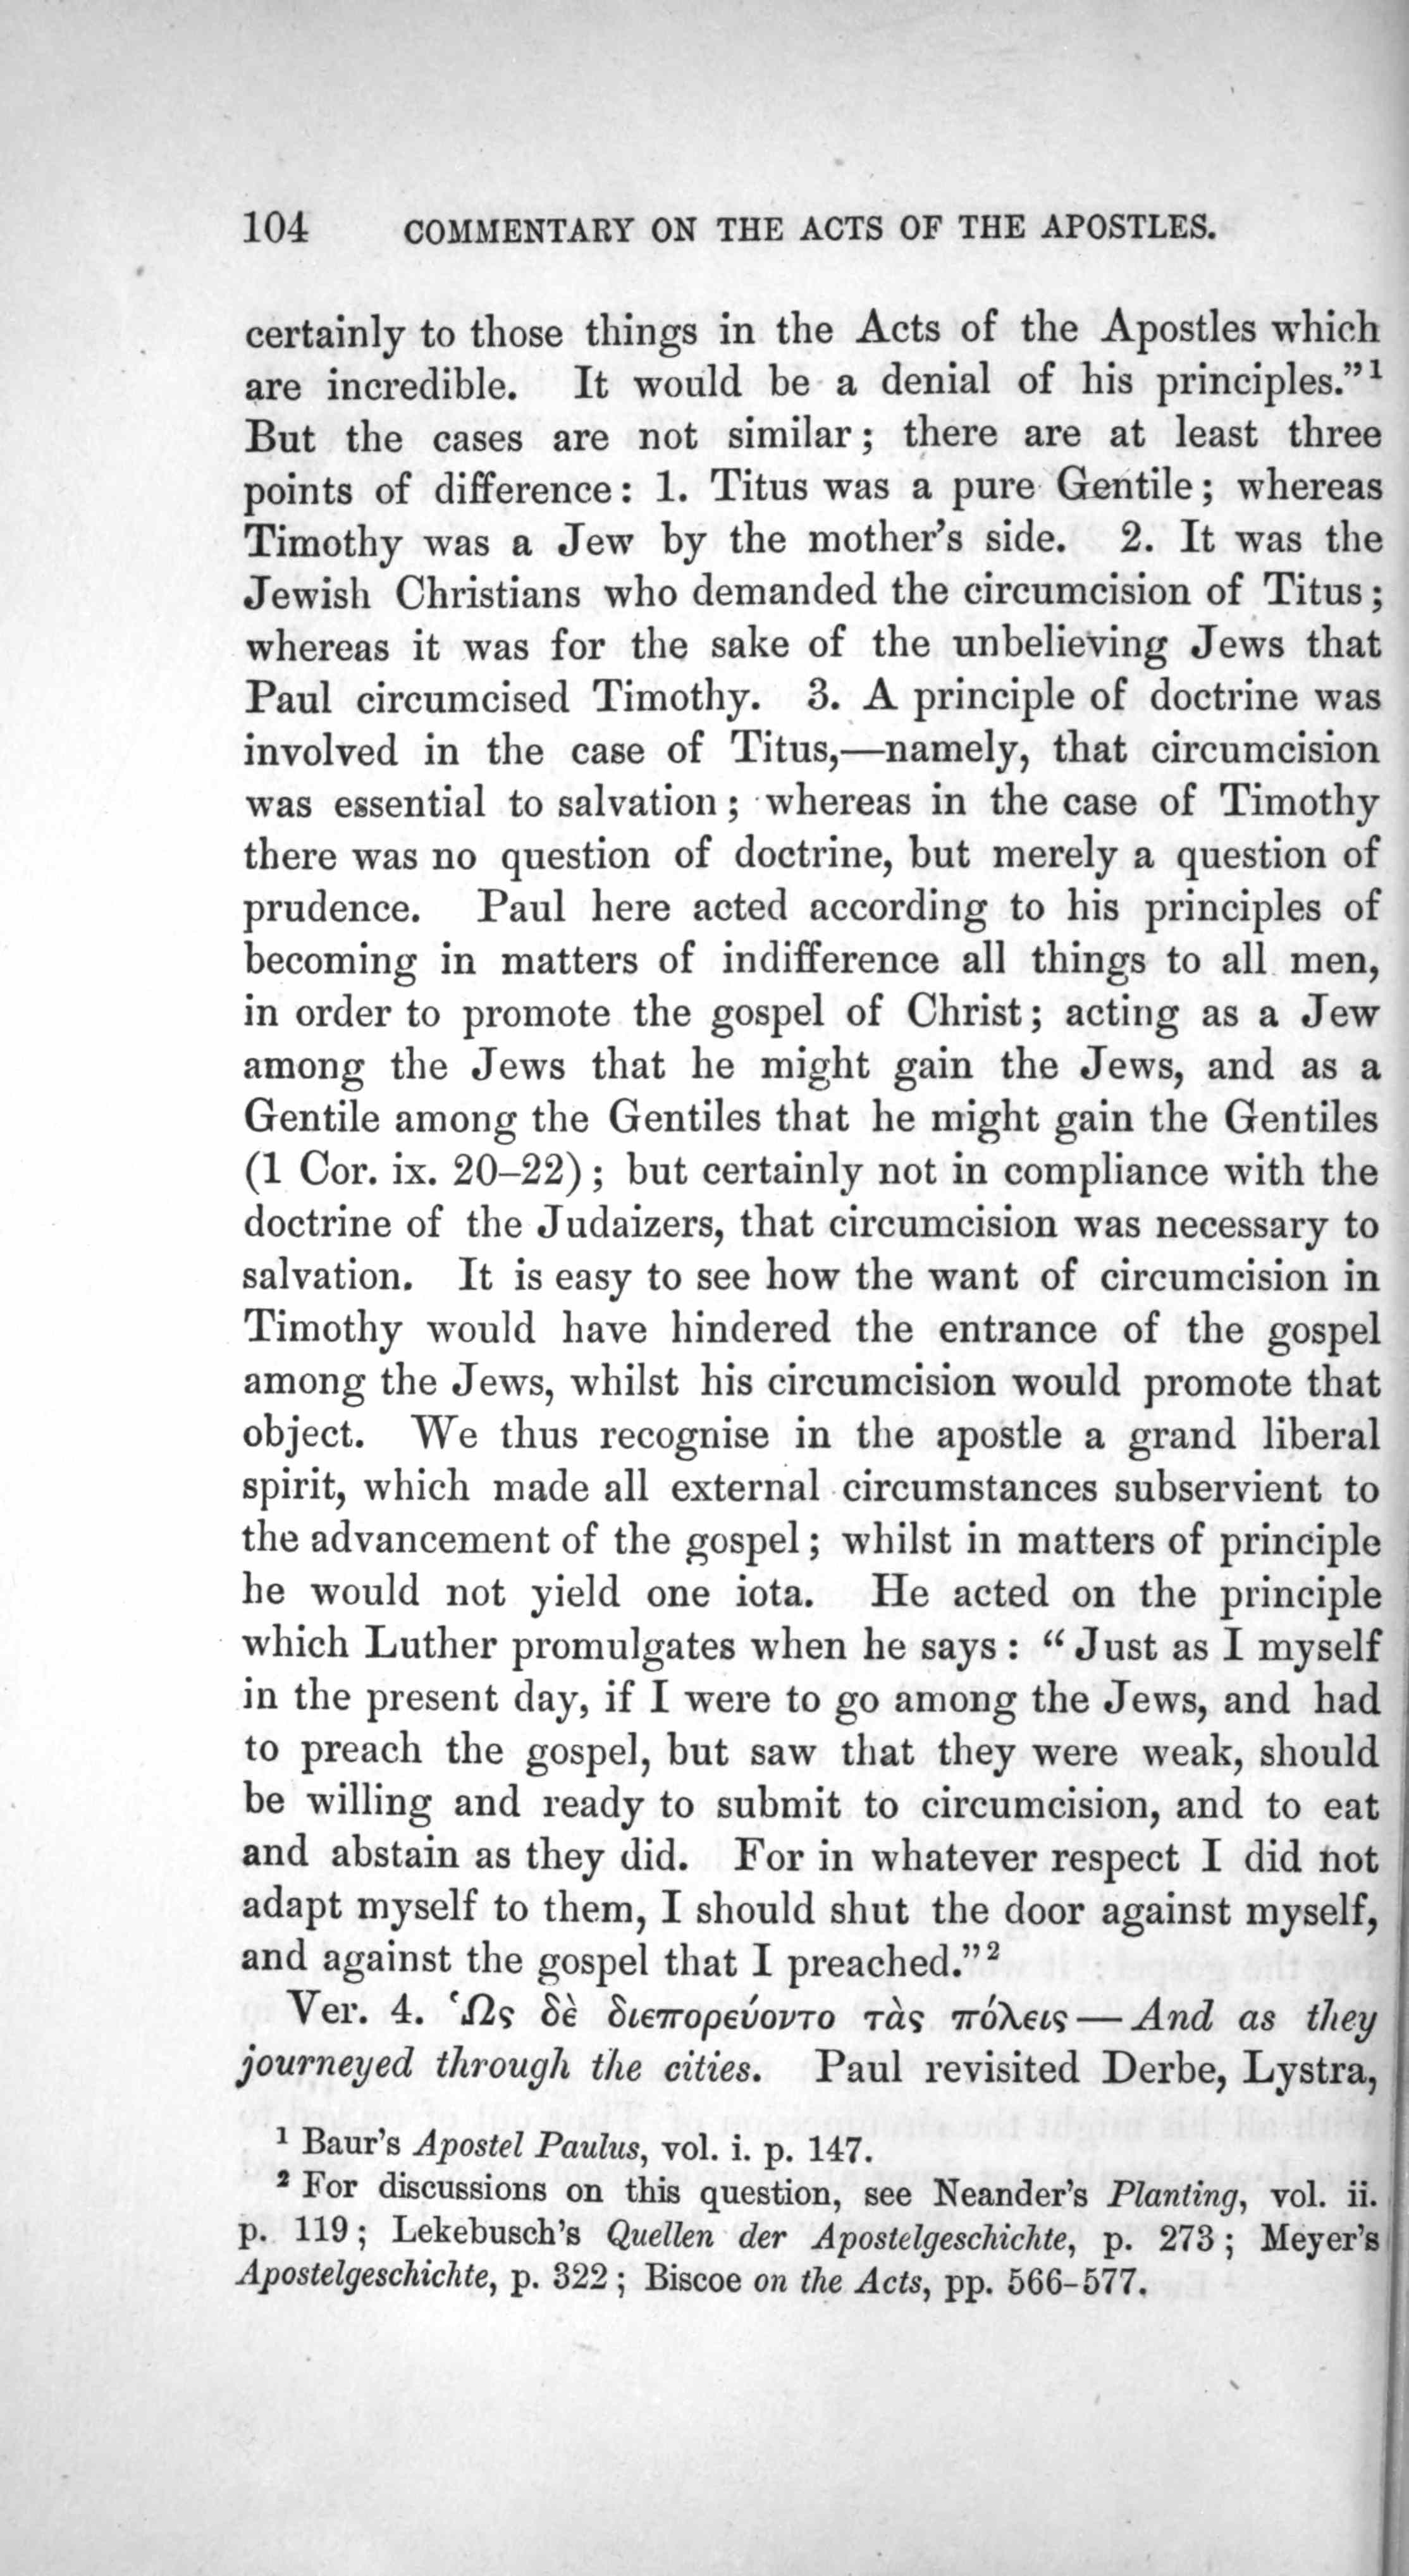 104 COMMENTARY ON THE ACTS OF THE APOSTLES.
certainly to those things in the Acts of the Apostles which
are incredible. It would be a denial of his principles.”¹
But the cases are not similar; there are at least three
points of difference: 1. Titus was a pure Gentile; whereas
Timothy was a Jew by the mother’s side. 2. It was the
Jewish Christians who demanded the circumcision of Titus;
whereas it was for the sake of the unbelieving Jews that
Paul circumcised Timothy. 3. A principle of doctrine was
involved in the case of Titus,—namely, that circumcision
was essential to salvation; whereas in the case of Timothy
there was no question of doctrine, but merely a question of
prudence. Paul here acted according to his principles of
becoming in matters of indifference all things to all men,
in order to promote the gospel of Christ; acting as a Jew
among the Jews that he might gain the Jews, and as a
Gentile among the Gentiles that he might gain the Gentiles
(1 Cor. ix. 20–22); but certainly not in compliance with the
doctrine of the Judaizers, that circumcision was necessary to
salvation. It is easy to see how the want of circumcision in
Timothy would have hindered the entrance of the gospel
among the Jews, whilst his circumcision would promote that
object. We thus recognise in the apostle a grand liberal
spirit, which made all external circumstances subservient to
the advancement of the gospel; whilst in matters of principle
he would not yield one iota. He acted on the principle
which Luther promulgates when he says: “Just as I myself
in the present day, if I were to go among the Jews, and had
to preach the gospel, but saw that they were weak, should
be willing and ready to submit to circumcision, and to eat
and abstain as they did. For in whatever respect I did not
adapt myself to them, I should shut the door against myself,
and against the gospel that I preached.”²
Ver. 4. Ὡς δὲ διεπορεύοντο τὰς πόλεις—And as they
journeyed through the cities. Paul revisited Derbe, Lystra,
¹ Baur’s Apostel Paulus, vol. i. p. 147.
² For discussions on this question, see Neander’s Planting, vol. ii.
p. 119; Lekebusch’s Quellen der Apostelgeschichte, p. 273; Meyer’s
Apostelgeschichte, p. 322; Biscoe on the Acts, pp. 566–577.